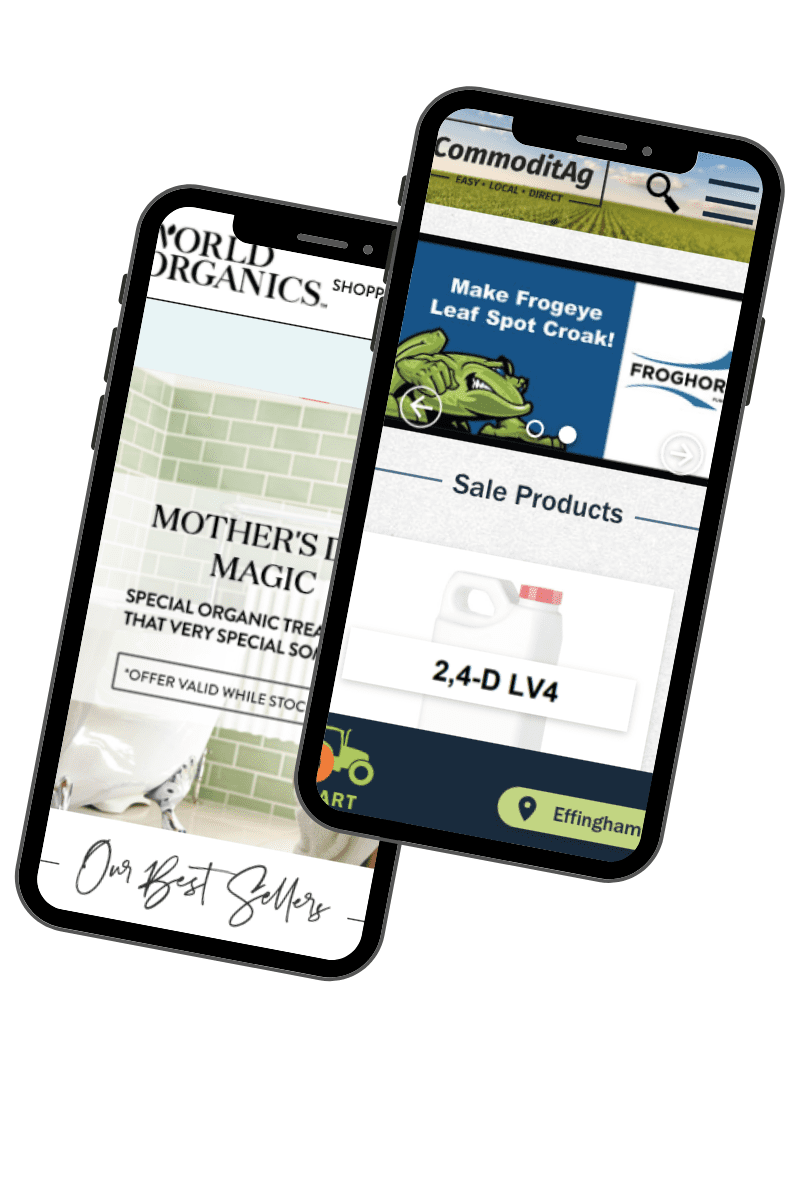 WORLD
ORGANICS™
SHOPP
MOTHER'S D
MAGIC
SPECIAL ORGANIC TREA
THAT VERY SPECIAL SO
*OFFER VALID WHILE STOC
Our Best Sellers
CommoditAg
EASY • LOCAL • DIRECT
Make Frogeye
Leaf Spot Croak!
FROGHOR
Sale Products
2,4-D LV4
ART
Effingham